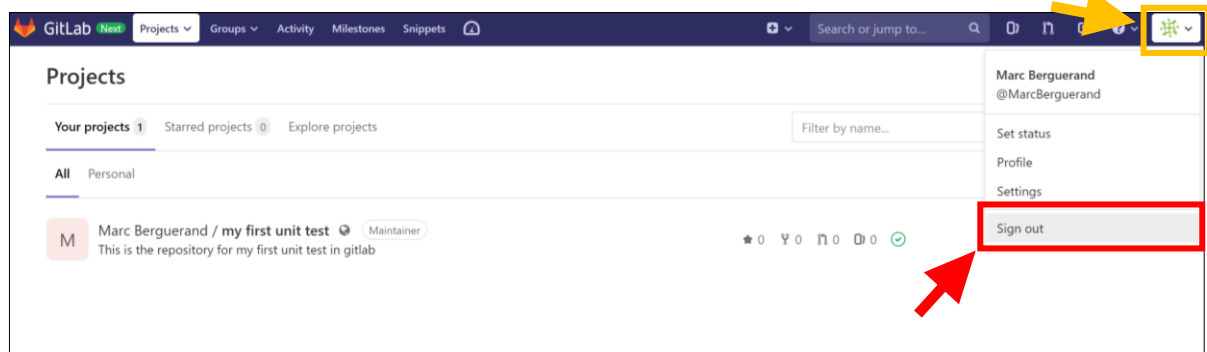 GitLab Next Projects Groups Activity Milestones Snippets Search or jump to...
Projects
Marc Berguerand
@MarcBerguerand
Your projects 1 Starred projects 0 Explore projects
Filter by name...
Set status
All Personal
Profile
Settings
M
Marc Berguerand / my first unit test Maintainer
This is the repository for my first unit test in gitlab
0 0 0 0
Sign out